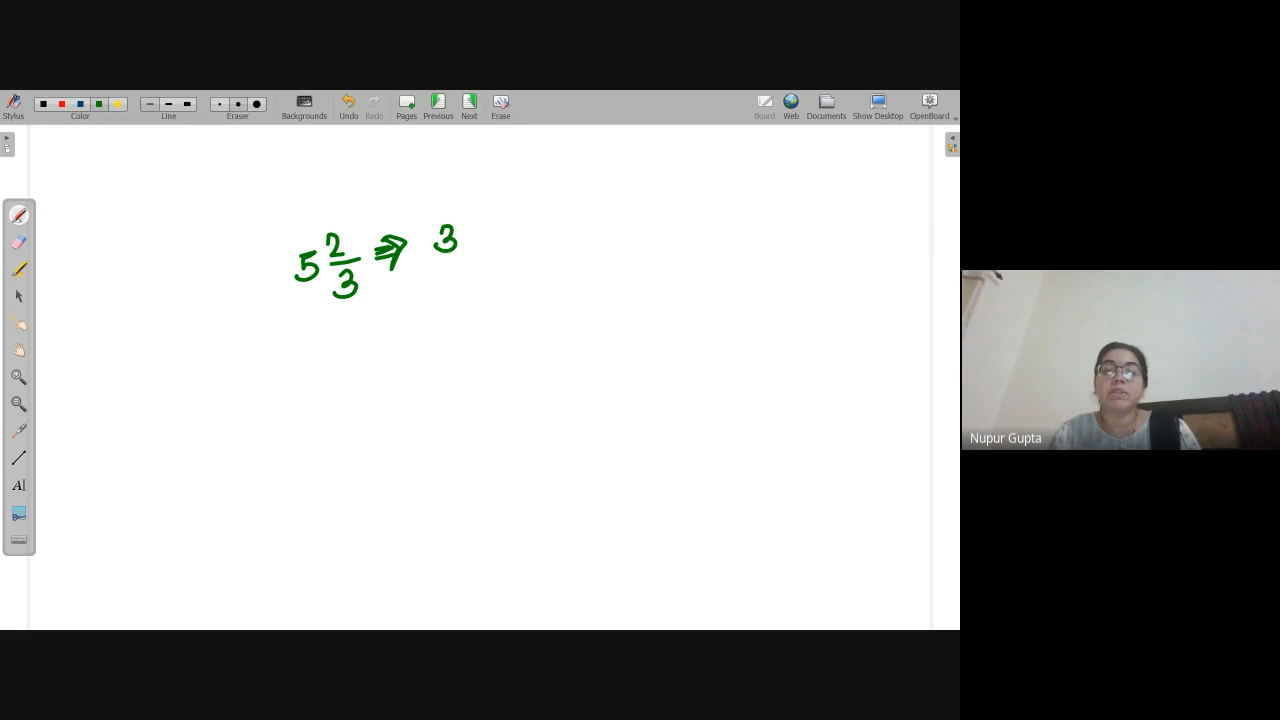 Stylus Color Line Eraser Backgrounds Undo Redo Pages Previous Next Erase Board Web Documents Show Desktop OpenBoard
5 2/3 ⇒ 3
AI
Nupur Gupta